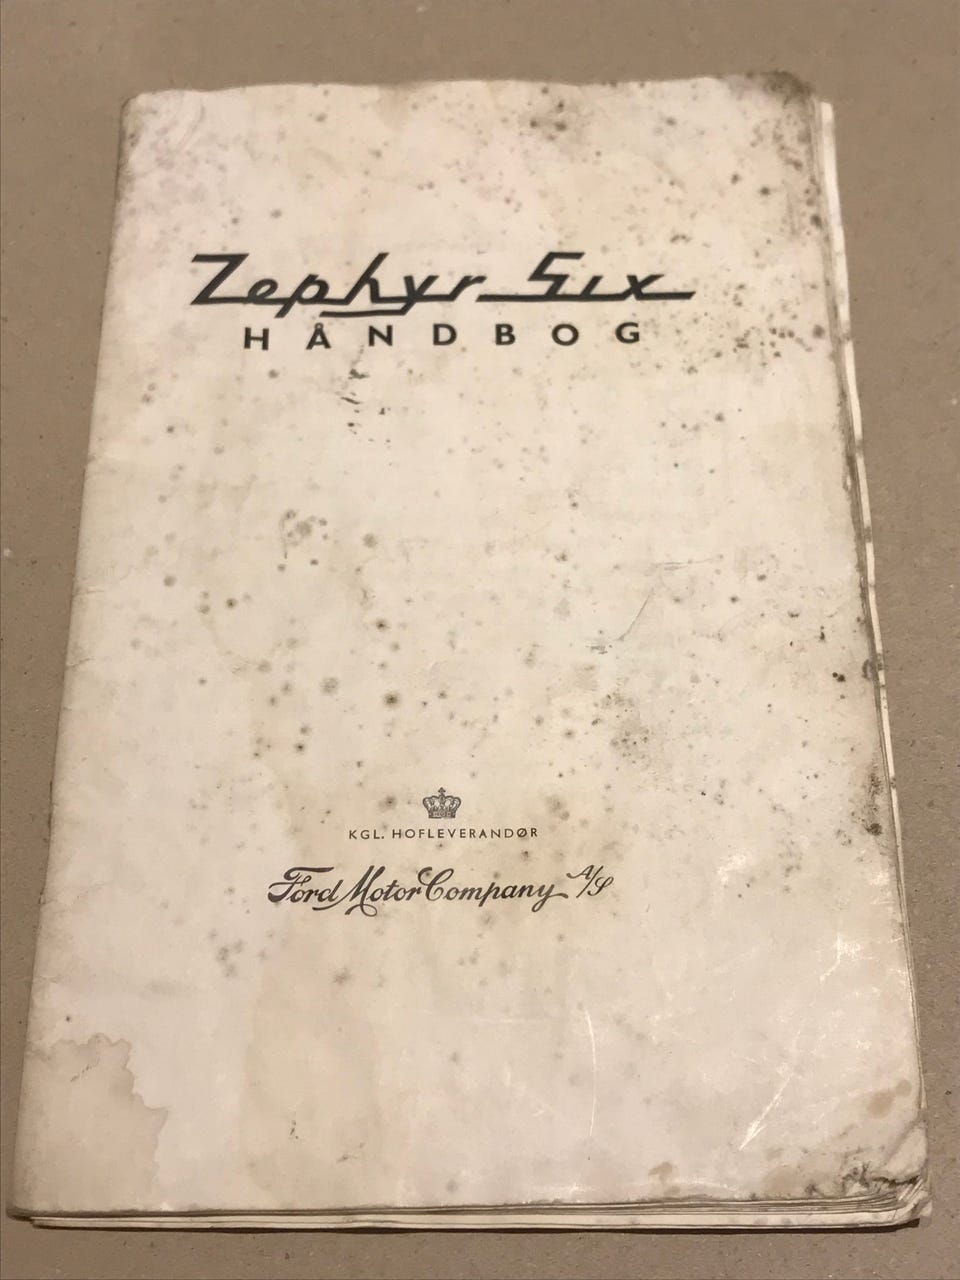 Zephyr Six
HÅNDBOG
KGL. HOFLEVERANDØR
Ford Motor Company A/S